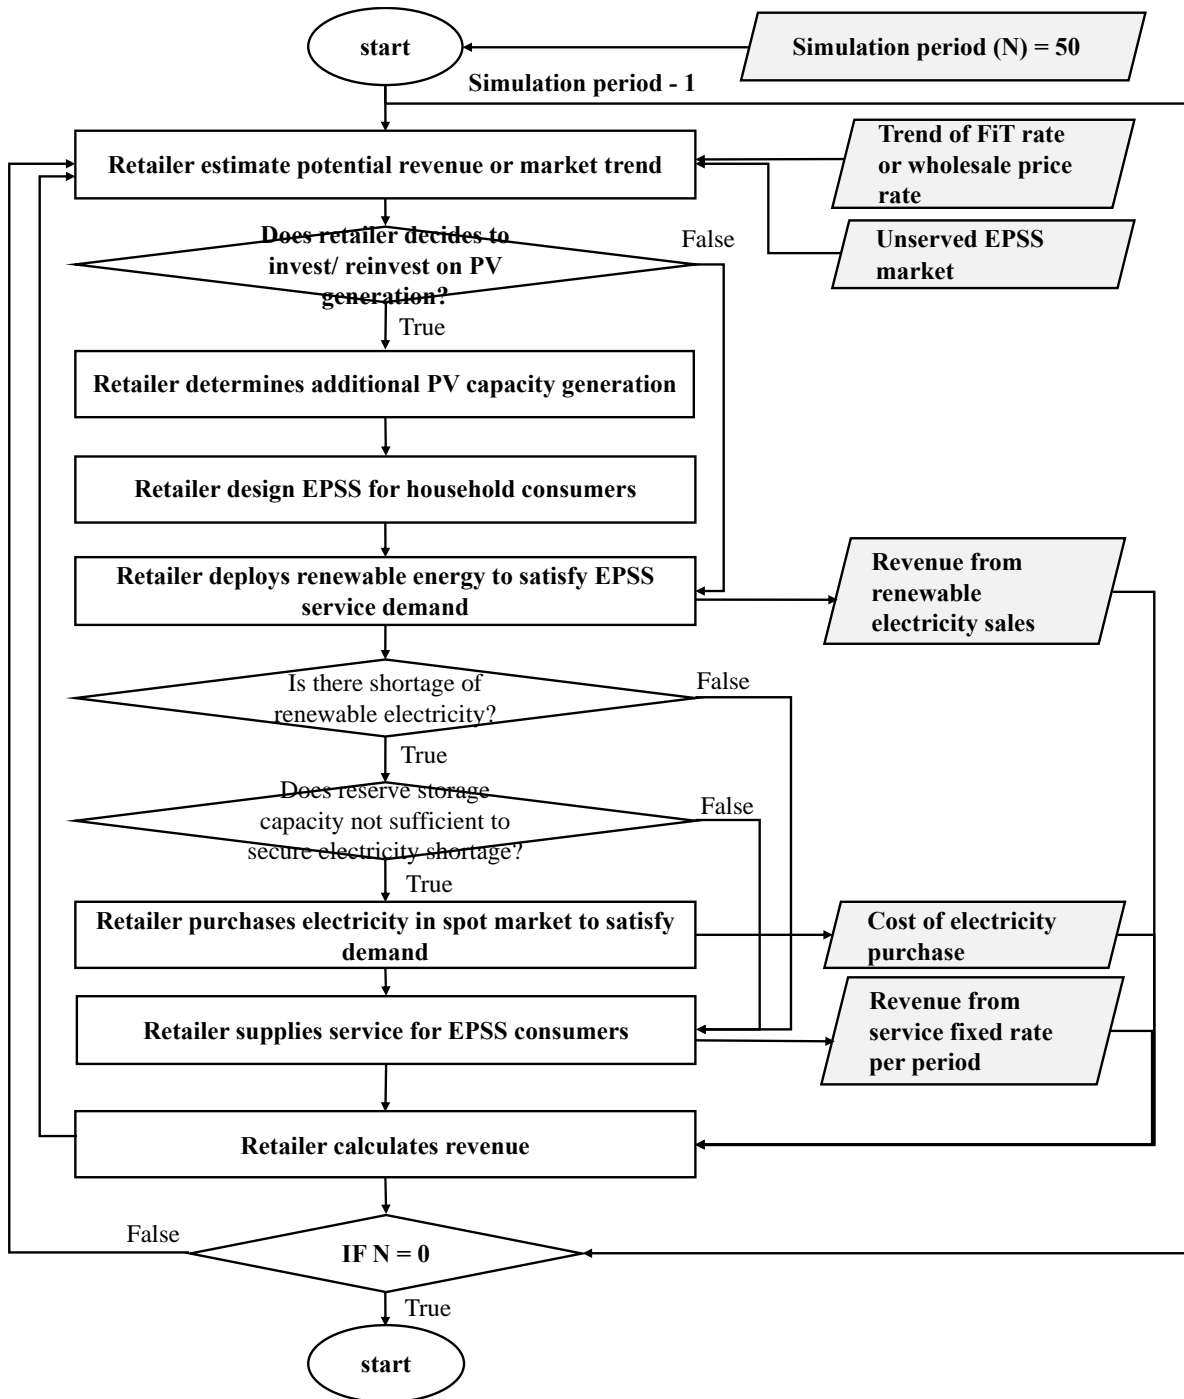 start
Simulation period (N) = 50
Simulation period - 1
Retailer estimate potential revenue or market trend
Trend of FiT rate
or wholesale price
rate
Unserved EPSS
market
Does retailer decides to
invest/ reinvest on PV
generation?
False
True
Retailer determines additional PV capacity generation
Retailer design EPSS for household consumers
Retailer deploys renewable energy to satisfy EPSS
service demand
Revenue from
renewable
electricity sales
Is there shortage of
renewable electricity?
False
True
Does reserve storage
capacity not sufficient to
secure electricity shortage?
False
True
Retailer purchases electricity in spot market to satisfy
demand
Cost of electricity
purchase
Retailer supplies service for EPSS consumers
Revenue from
service fixed rate
per period
Retailer calculates revenue
False
IF N = 0
True
start